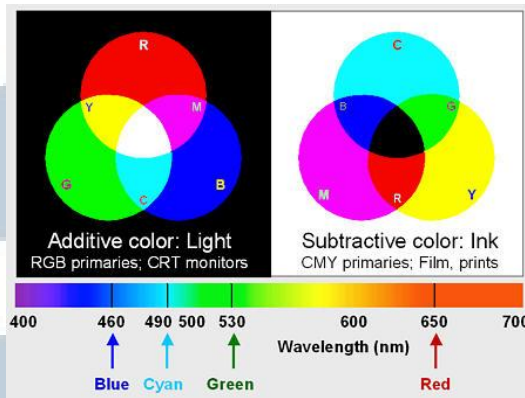 R
Y
M
G
C
B
Additive color: Light
RGB primaries; CRT monitors
C
B
G
M
R
Y
Subtractive color: Ink
CMY primaries; Film, prints
400 460 490 500 530 600 650 700
Wavelength (nm)
Blue Cyan Green Red